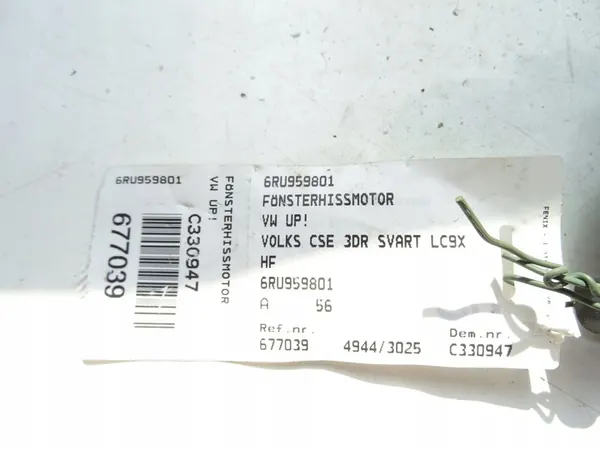 6RU959801
FÖNSTERHISSMOTOR
VW UP!
C330947
677039
6RU959801
FÖNSTERHISSMOTOR
VW UP!
VOLKS CSE 3DR SVART LC9X
HF
6RU959801
A 56
Ref.nr. Dem.nr.
677039 4944/3025 C330947
FENIX